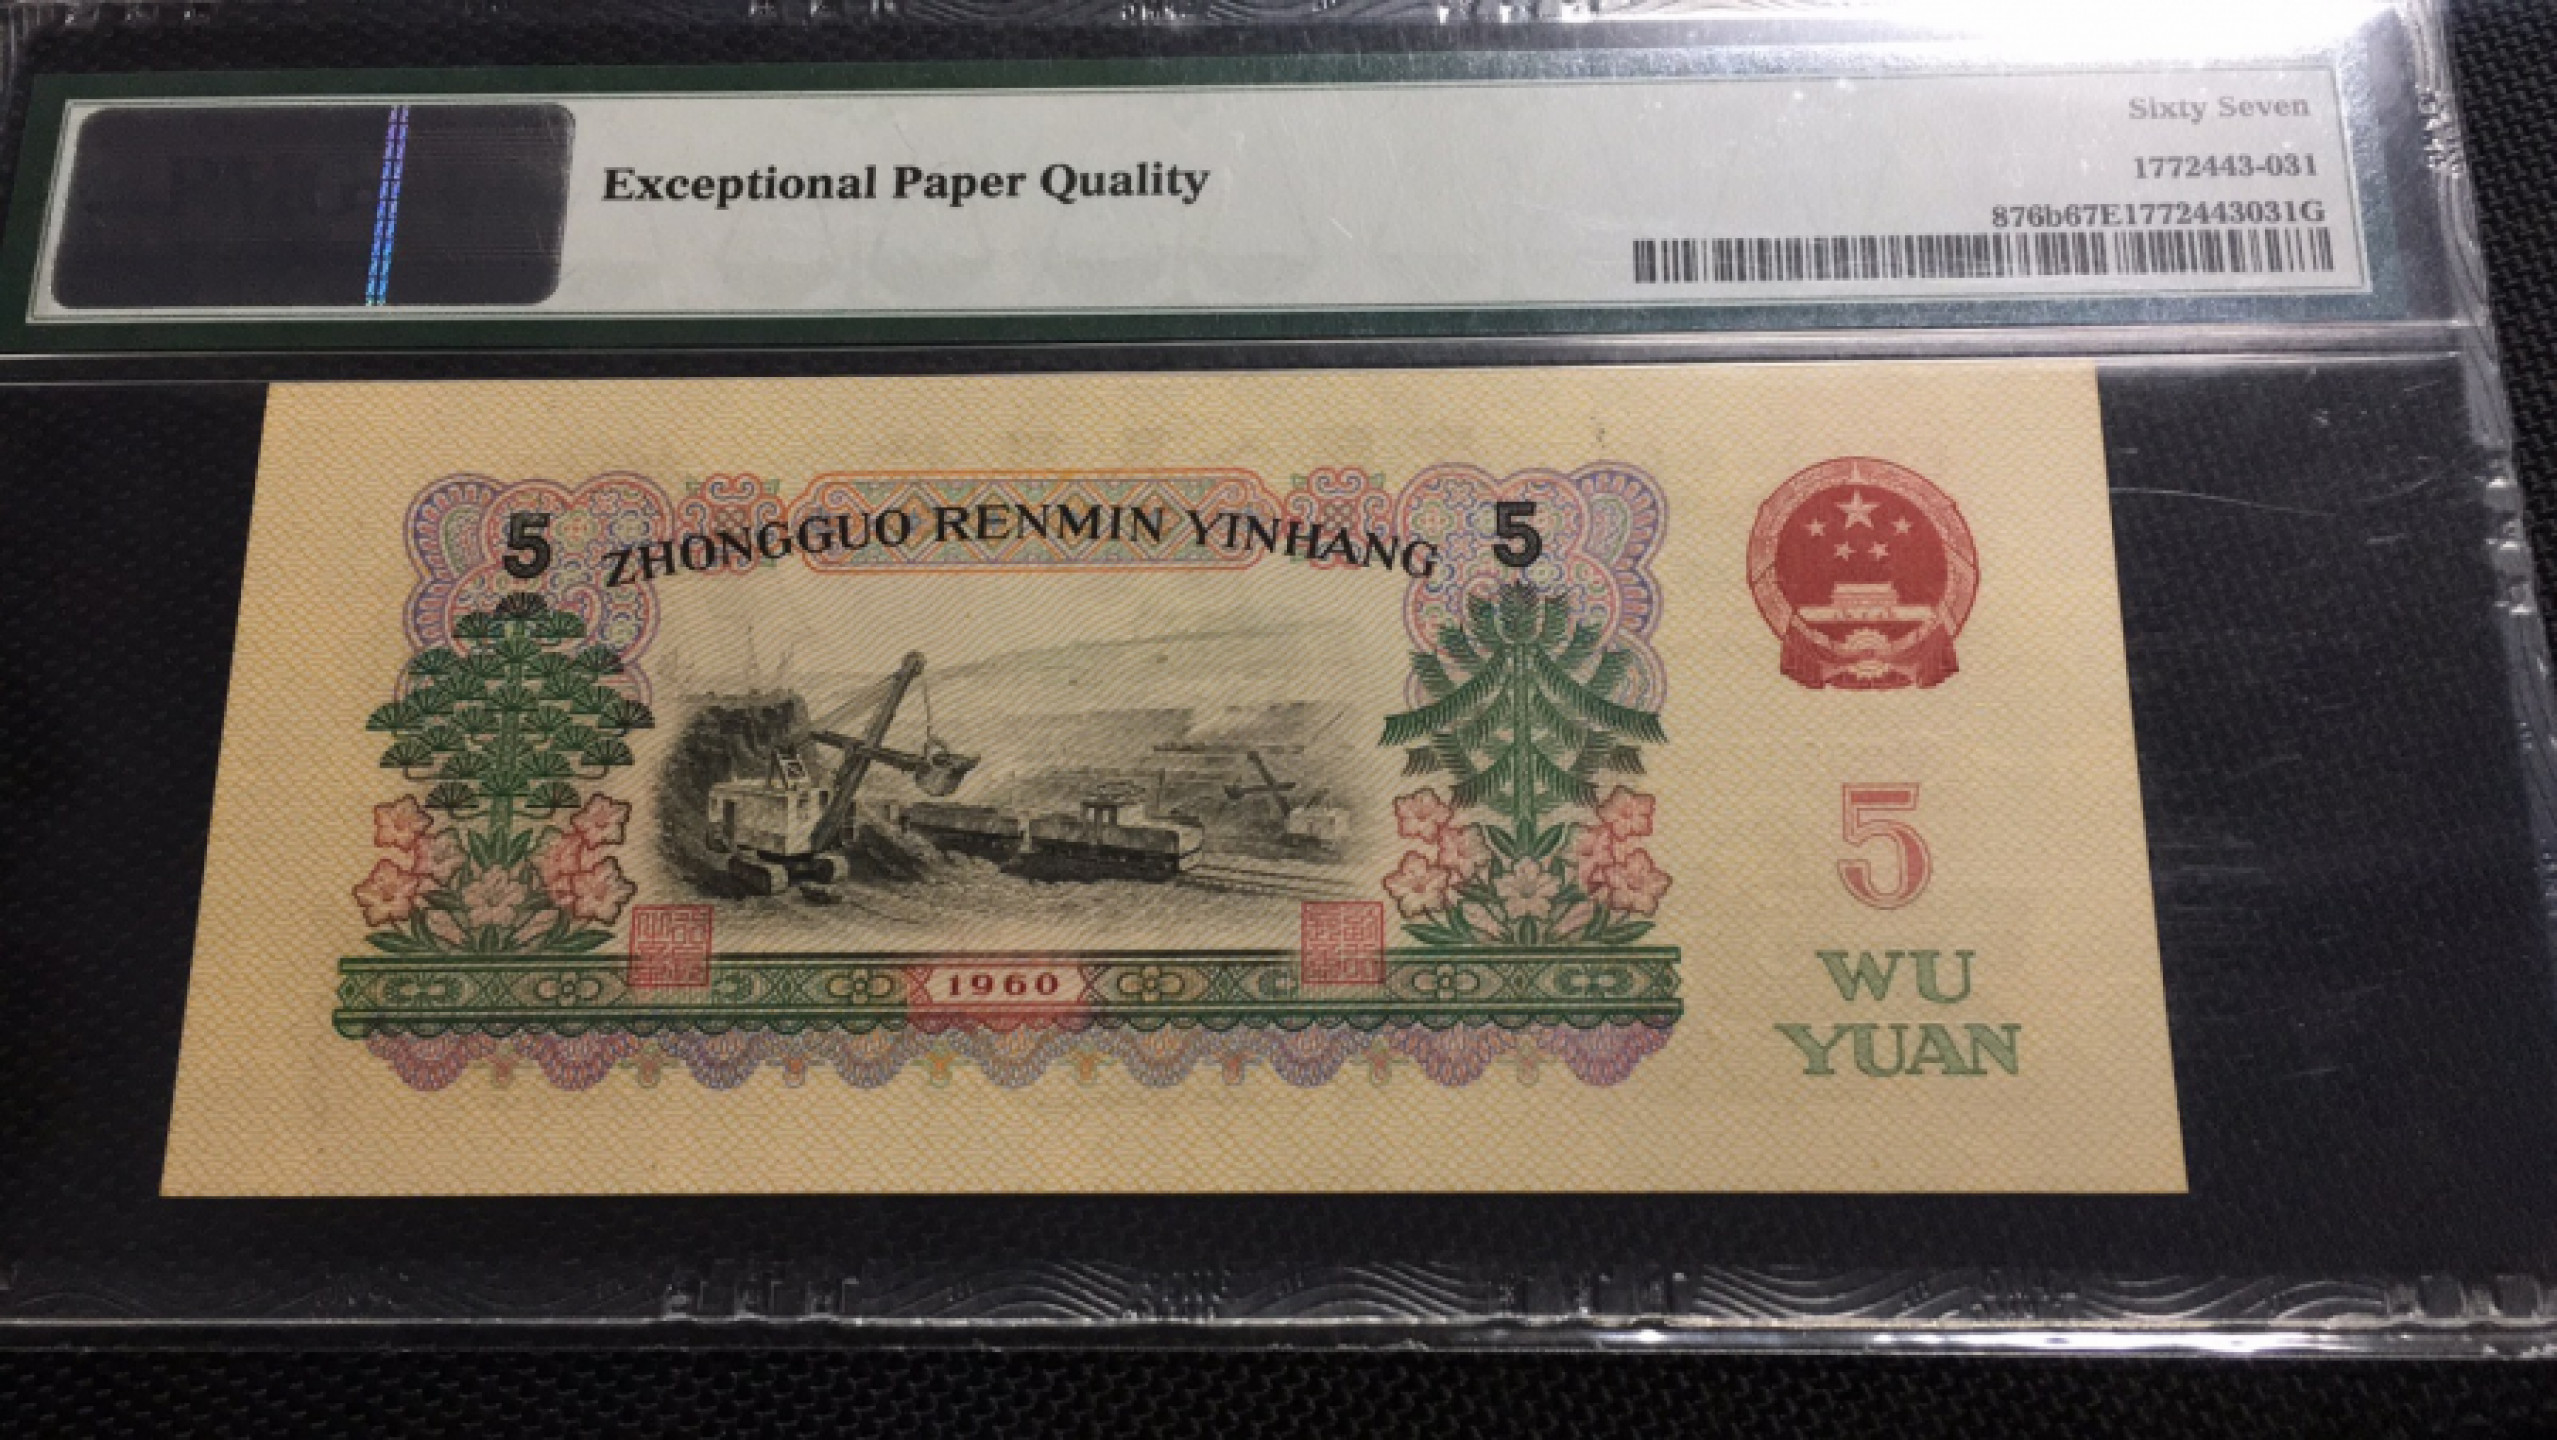 Sixty Seven
Exceptional Paper Quality
1772443-031
876b67E1772443031G
5 ZHONGGUO RENMIN YINHANG 5
5
1960
WU
YUAN